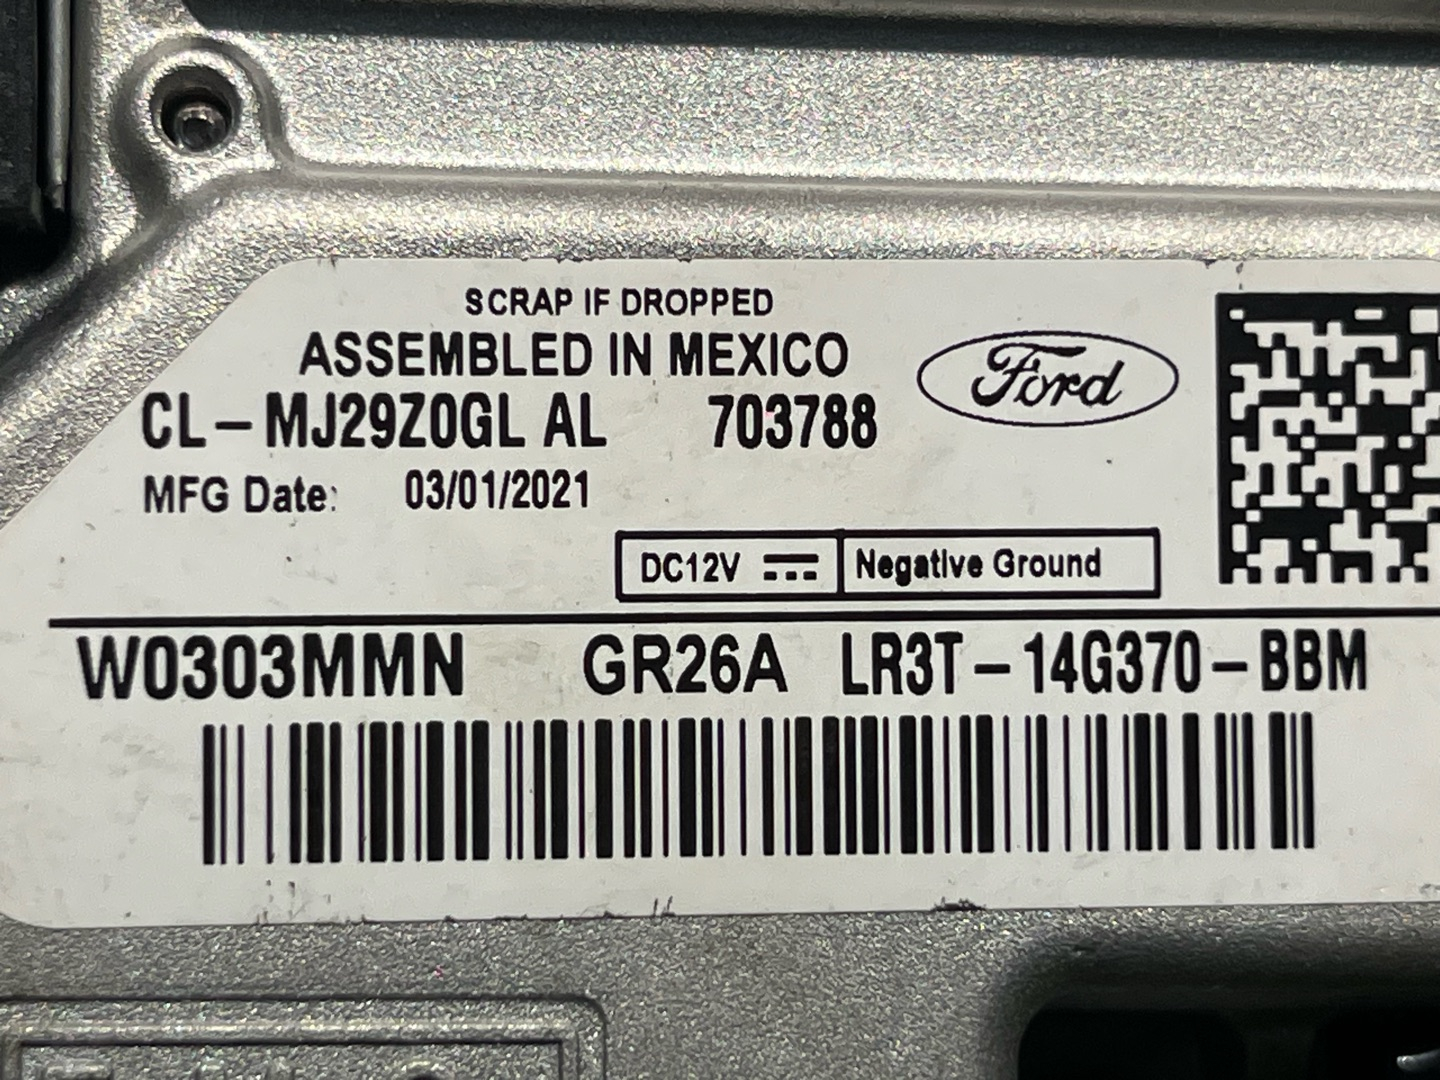 SCRAP IF DROPPED
ASSEMBLED IN MEXICO
Ford
CL-MJ29Z0GL AL 703788
MFG Date: 03/01/2021
DC12V Negative Ground
W0303MMN GR26A LR3T-14G370-BBM